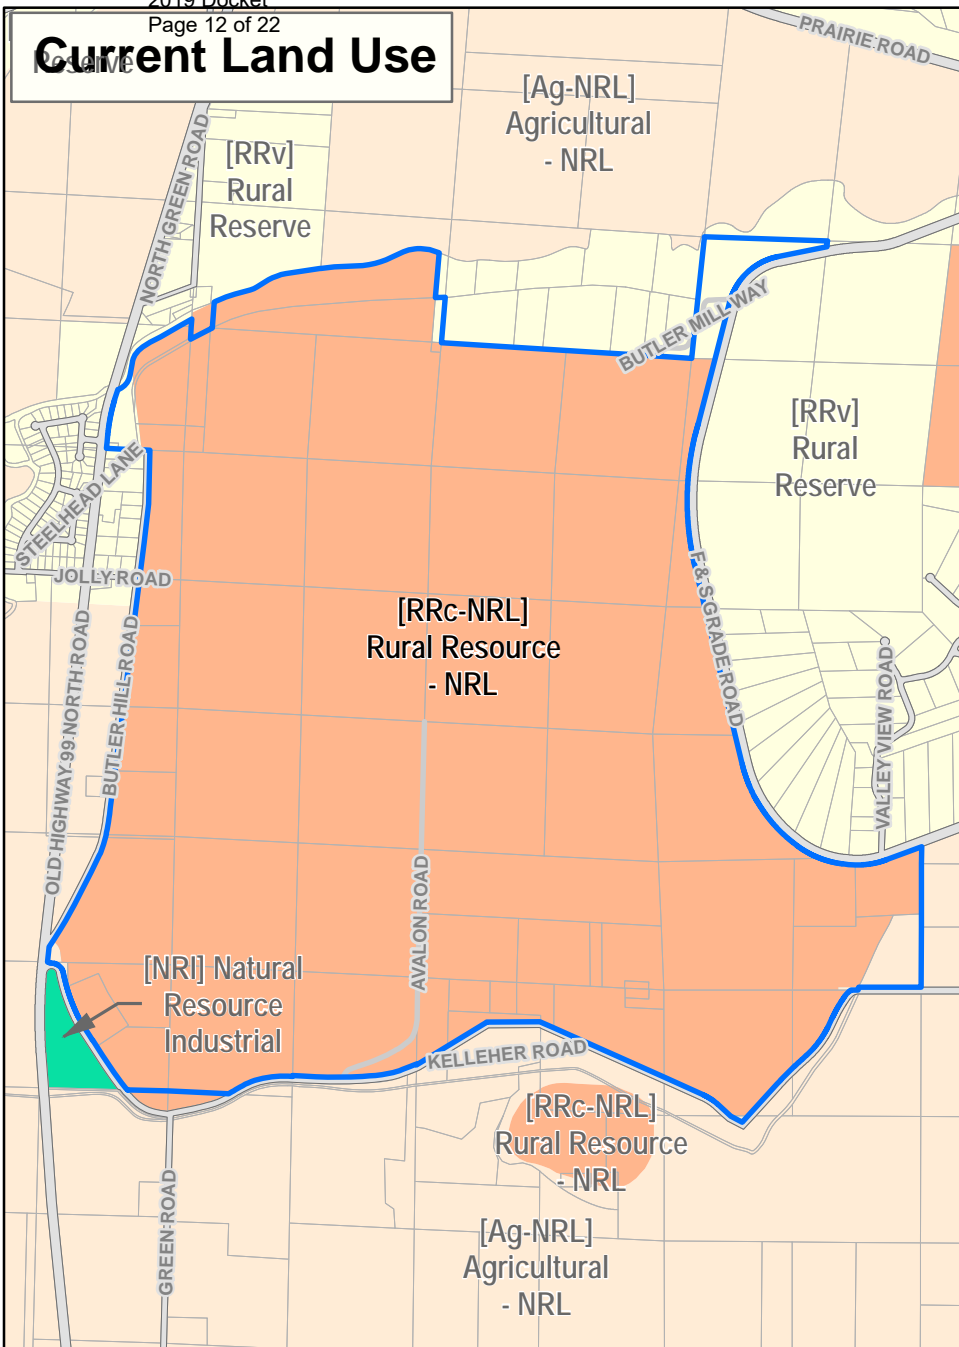 2019 Docket
Page 12 of 22
Current Land Use
Reserve
PRAIRIE ROAD
[Ag-NRL]
Agricultural
- NRL
[RRv]
Rural
Reserve
NORTH GREEN ROAD
BUTLER MILL WAY
[RRv]
Rural
Reserve
STEELHEAD LANE
JOLLY ROAD
F & S GRADE ROAD
[RRc-NRL]
Rural Resource
- NRL
OLD HIGHWAY 99 NORTH ROAD
BUTLER HILL ROAD
VALLEY VIEW ROAD
AVALON ROAD
[NRI] Natural
Resource
Industrial
KELLEHER ROAD
[RRc-NRL]
Rural Resource
- NRL
GREEN ROAD
[Ag-NRL]
Agricultural
- NRL